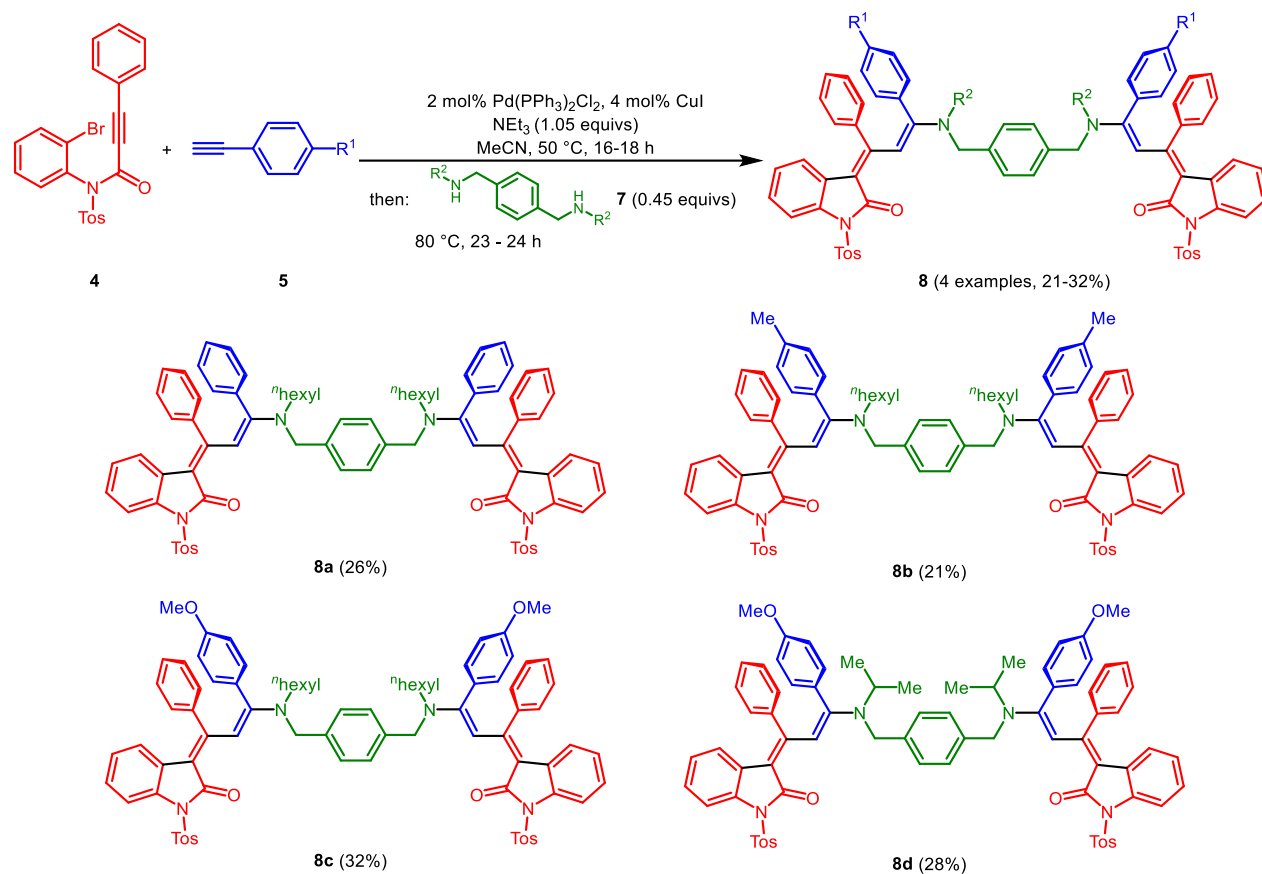 R¹ R¹
Br
N
O
Tos
+
R¹
2 mol% Pd(PPh₃)₂Cl₂, 4 mol% CuI
NEt₃ (1.05 equivs)
MeCN, 50 °C, 16-18 h
then:
R²
N
H
H
N
R²
7 (0.45 equivs)
80 °C, 23 - 24 h
R² R²
N N
O O
N N
Tos Tos
4
5
8 (4 examples, 21-32%)
ⁿhexyl ⁿhexyl
N N
O O
N N
Tos Tos
8a (26%)
Me Me
ⁿhexyl ⁿhexyl
N N
O O
N N
Tos Tos
8b (21%)
MeO OMe
ⁿhexyl ⁿhexyl
N N
O O
N N
Tos Tos
8c (32%)
MeO OMe
Me Me
Me Me
N N
O O
N N
Tos Tos
8d (28%)